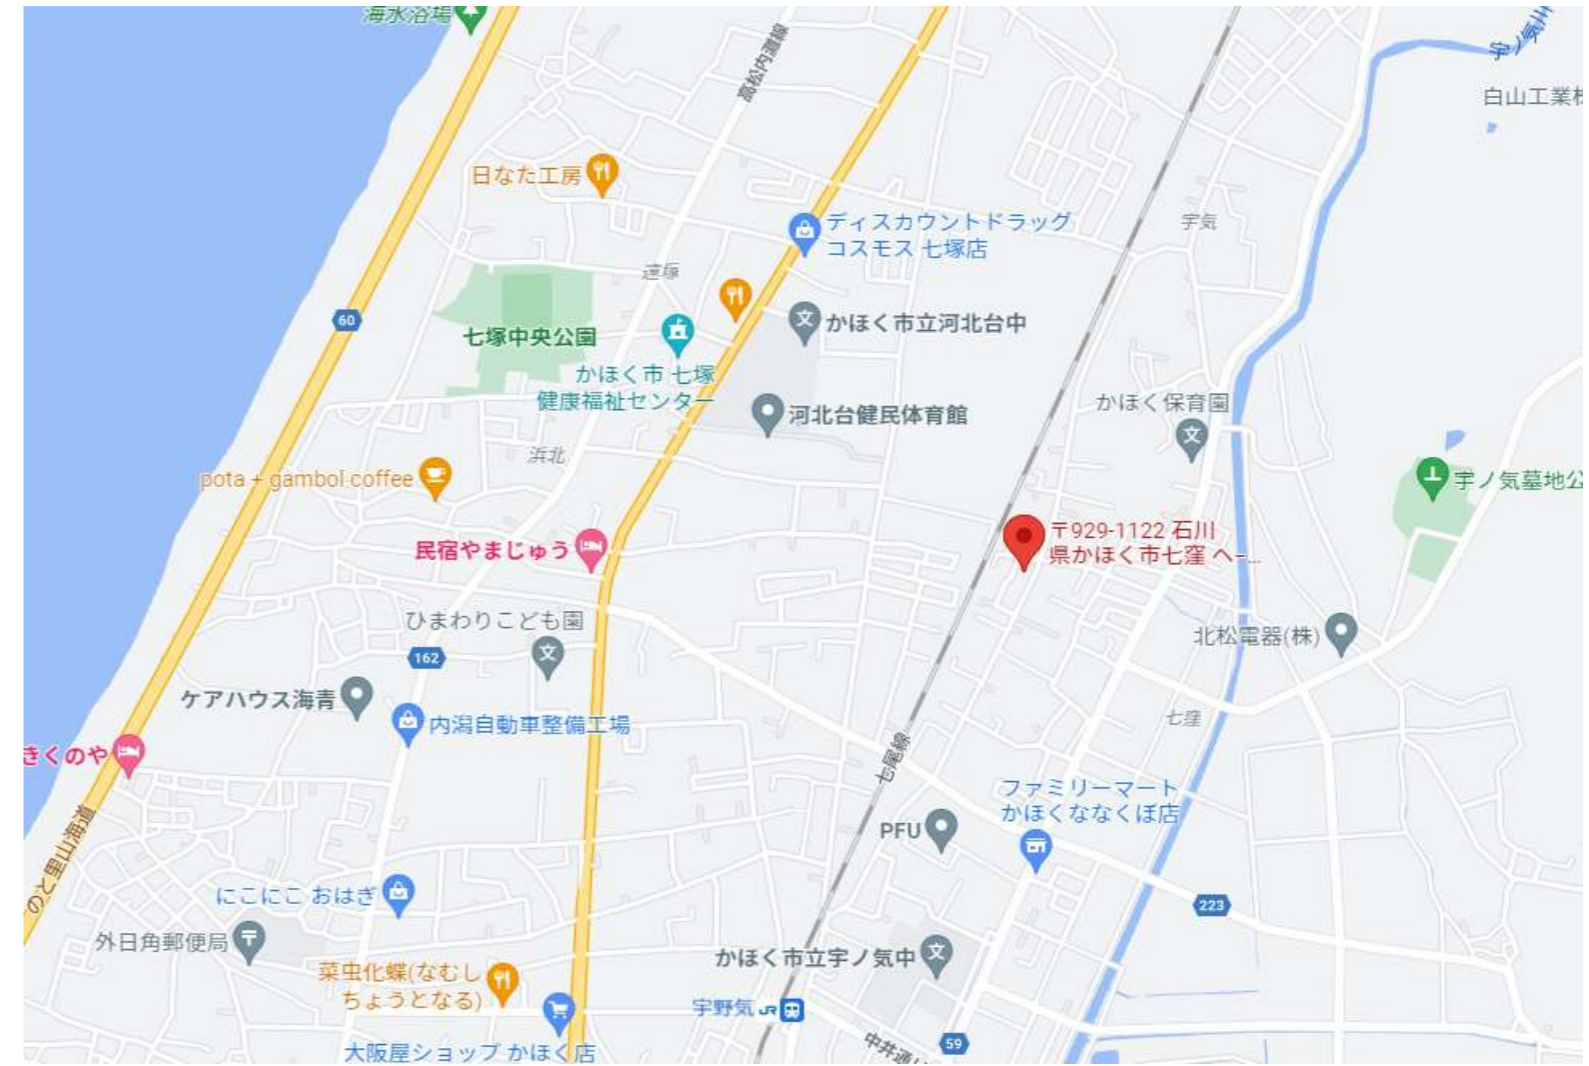 海水浴場
高松内灘線
宇ノ気川
白山工業株
日なた工房
ディスカウントドラッグ
コスモス 七塚店
宇気
遠塚
60
七塚中央公園
かほく市立河北台中
かほく市 七塚
健康福祉センター
河北台健民体育館
かほく保育園
浜北
pota + gambol coffee
宇ノ気墓地公
民宿やまじゅう
〒929-1122 石川
県かほく市七窪 ヘ−...
ひまわりこども園
162
北松電器(株)
ケアハウス海青
内潟自動車整備工場
七窪
きくのや
七尾線
ファミリーマート
かほくななくぼ店
PFU
のと里山海道
にこにこ おはぎ
223
外日角郵便局
かほく市立宇ノ気中
菜虫化蝶(なむし
ちょうとなる)
宇野気 JR
大阪屋ショップ かほく店
中井通り
59